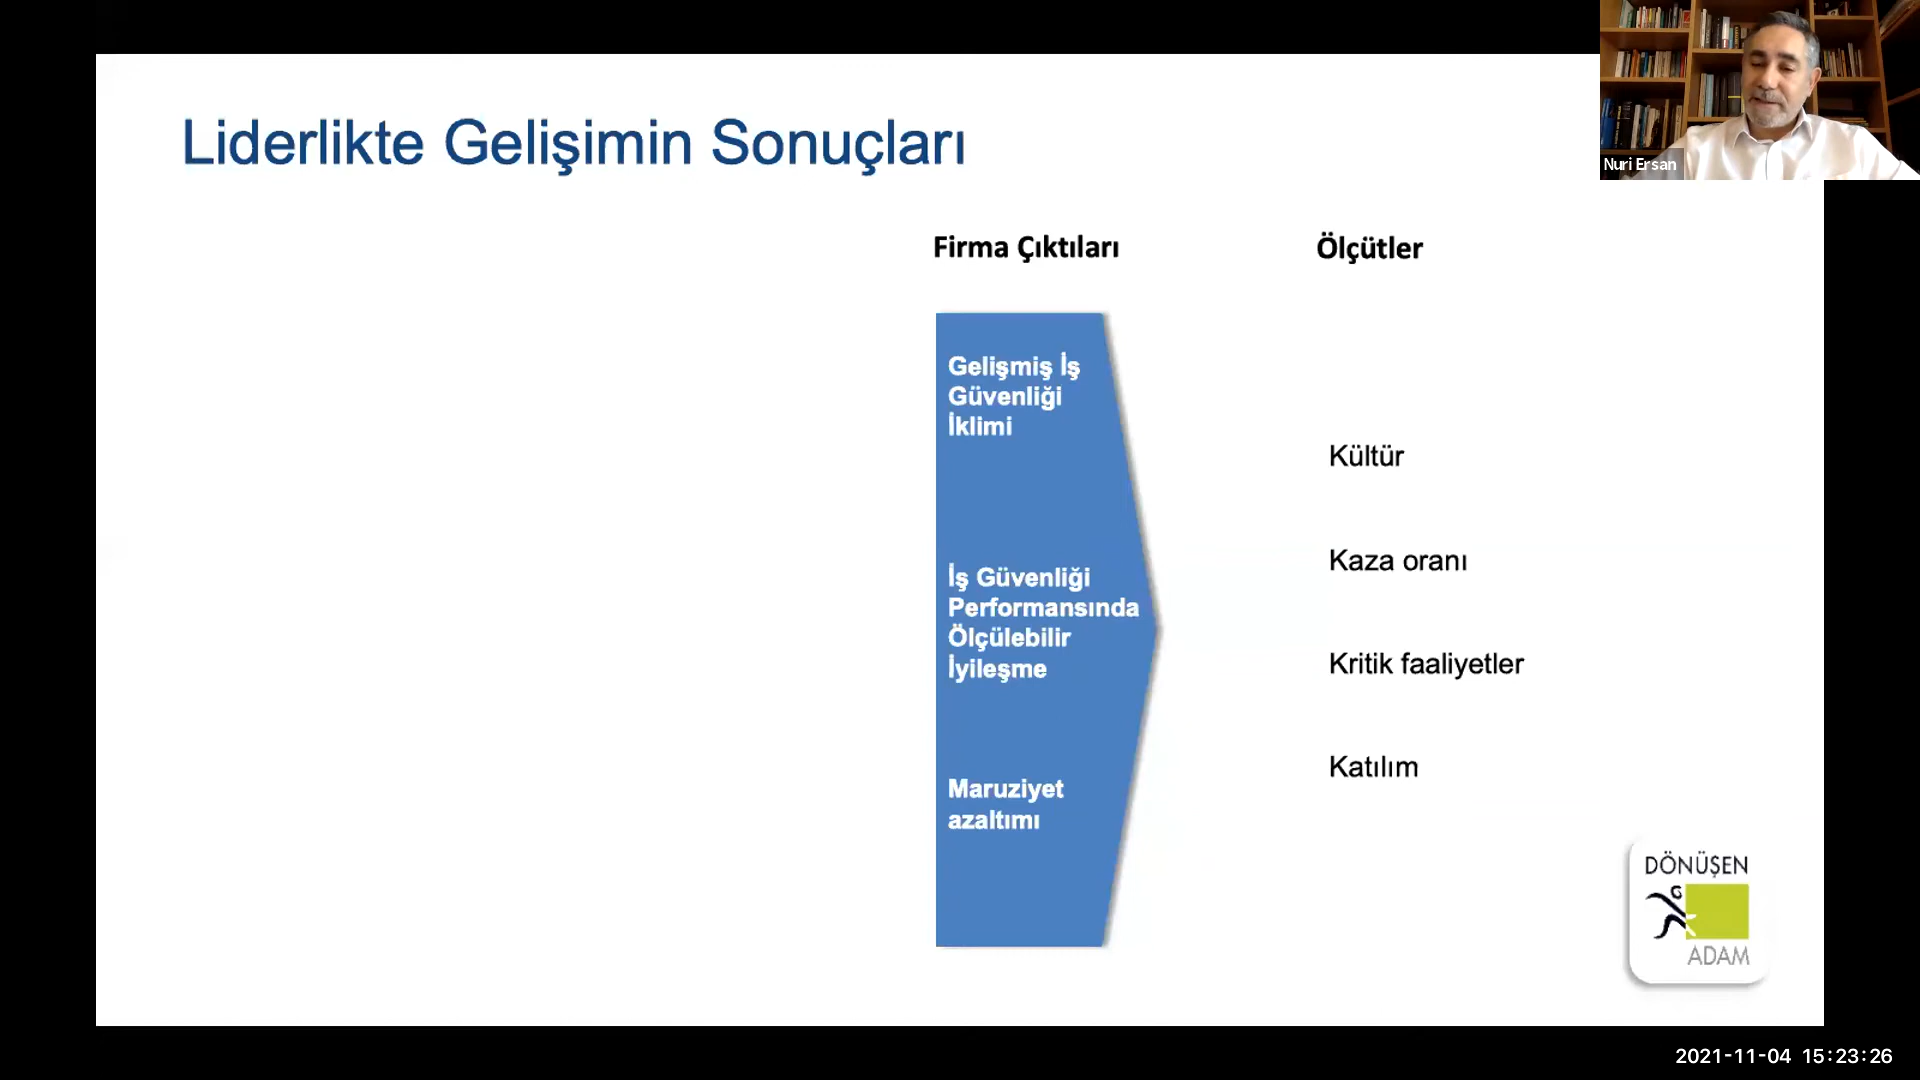 Liderlikte Gelişimin Sonuçları
Nuri Ersan
Firma Çıktıları
Ölçütler
Gelişmiş İş
Güvenliği
İklimi
İş Güvenliği
Performansında
Ölçülebilir
İyileşme
Maruziyet
azaltımı
Kültür
Kaza oranı
Kritik faaliyetler
Katılım
DÖNÜŞEN
ADAM
2021-11-04 15:23:26